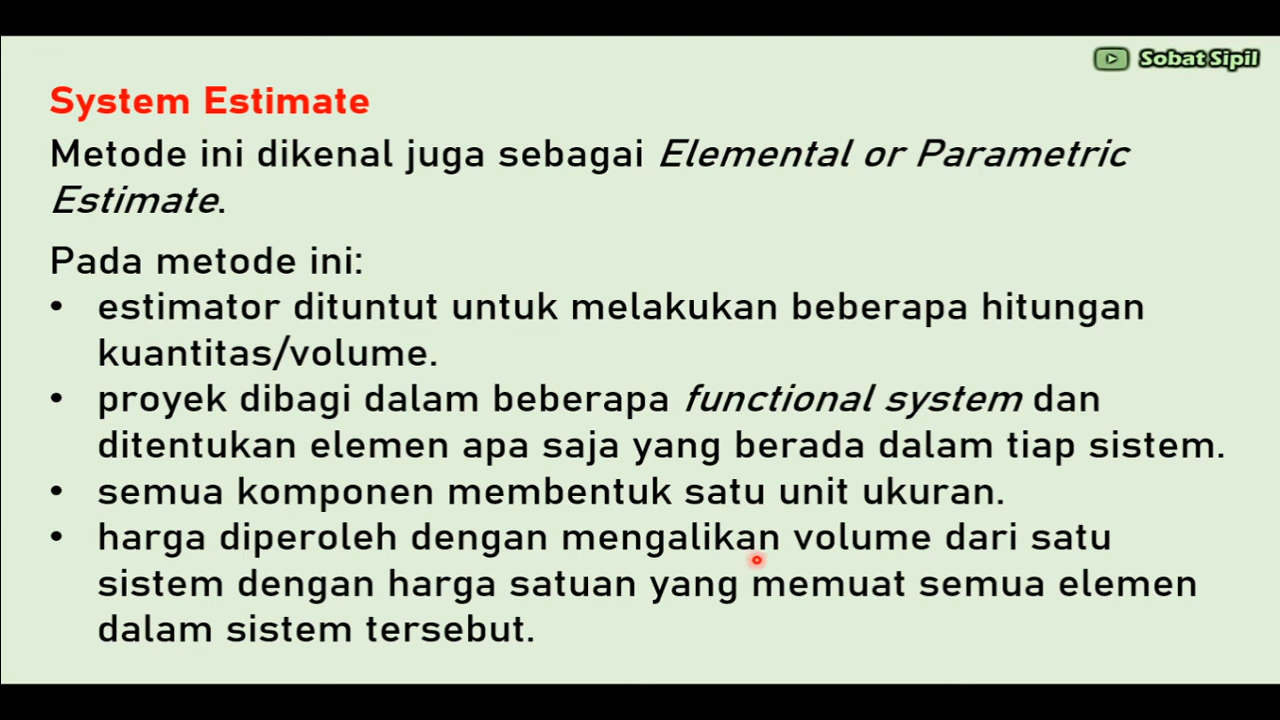 Sobat Sipil
System Estimate
Metode ini dikenal juga sebagai Elemental or Parametric
Estimate.
Pada metode ini:
• estimator dituntut untuk melakukan beberapa hitungan
kuantitas/volume.
• proyek dibagi dalam beberapa functional system dan
ditentukan elemen apa saja yang berada dalam tiap sistem.
• semua komponen membentuk satu unit ukuran.
• harga diperoleh dengan mengalikan volume dari satu
sistem dengan harga satuan yang memuat semua elemen
dalam sistem tersebut.